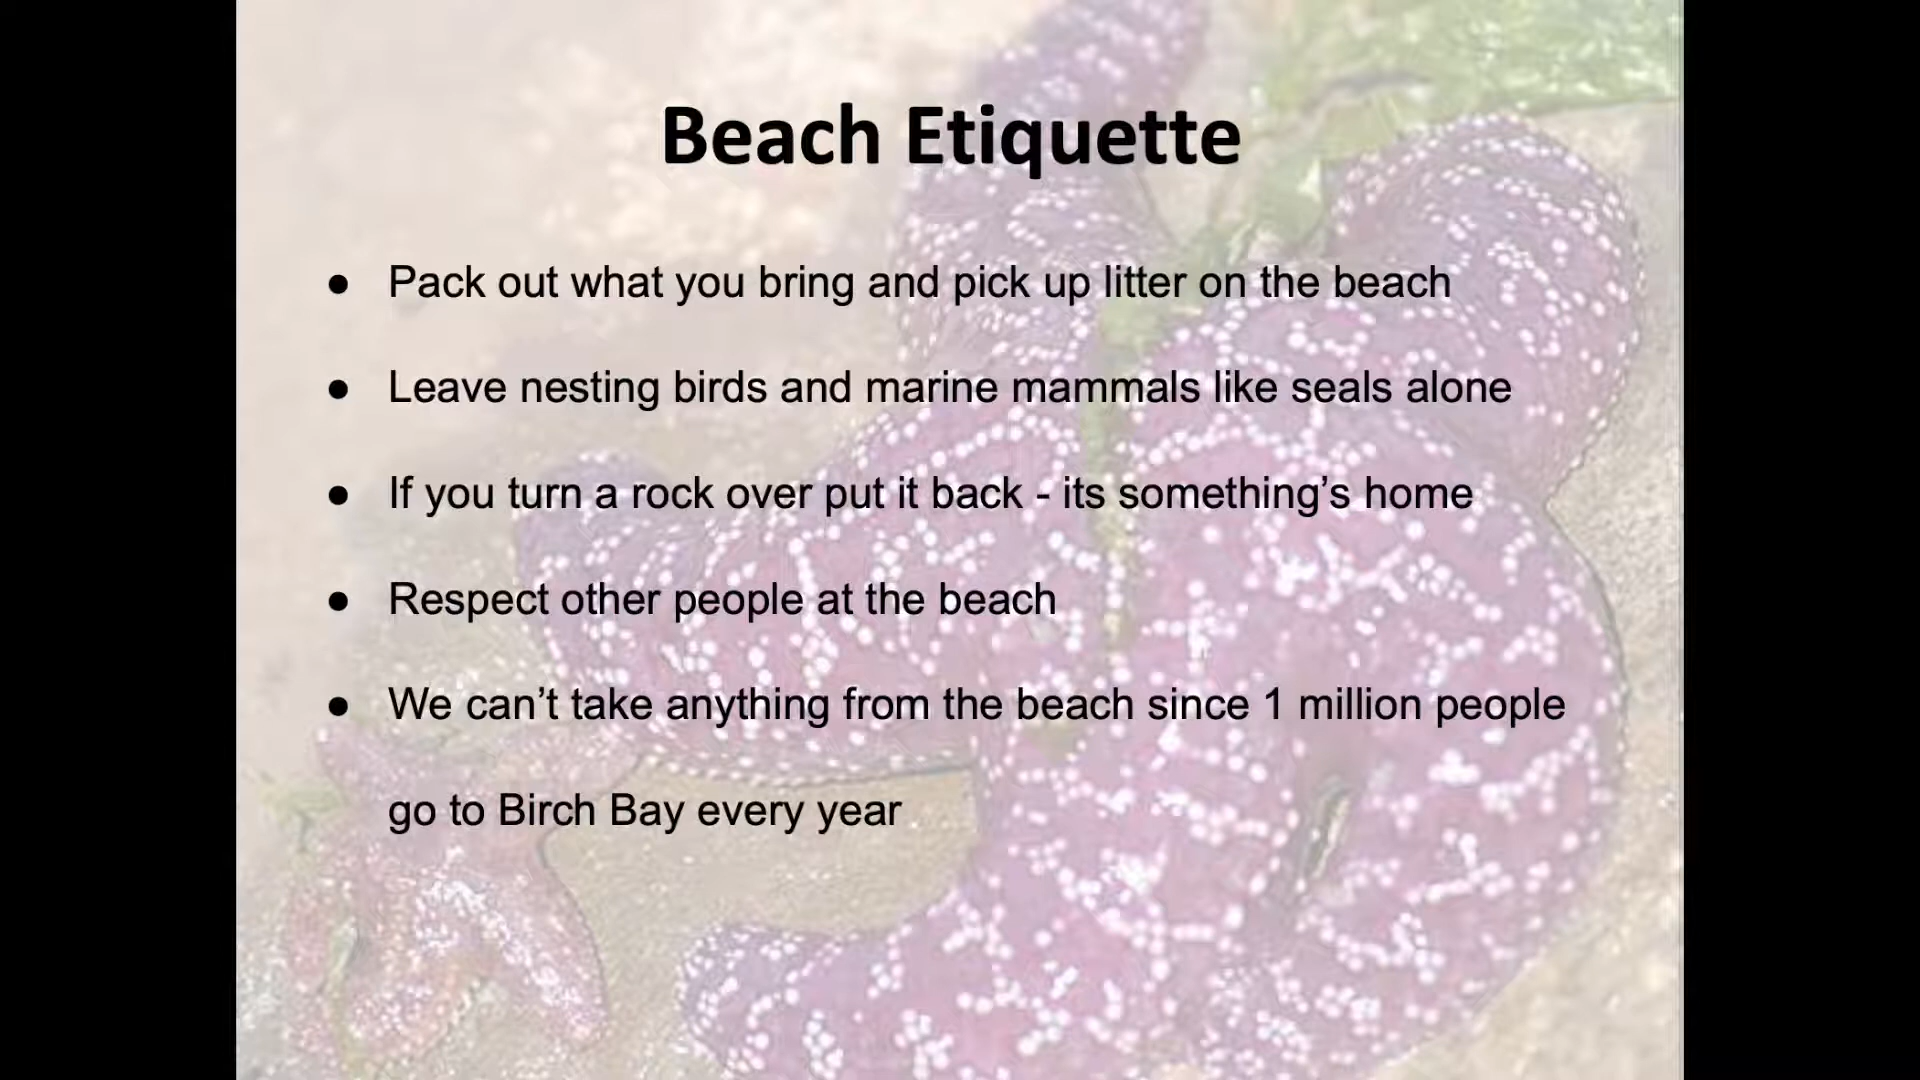 Beach Etiquette
● Pack out what you bring and pick up litter on the beach
● Leave nesting birds and marine mammals like seals alone
● If you turn a rock over put it back - its something’s home
● Respect other people at the beach
● We can’t take anything from the beach since 1 million people
go to Birch Bay every year